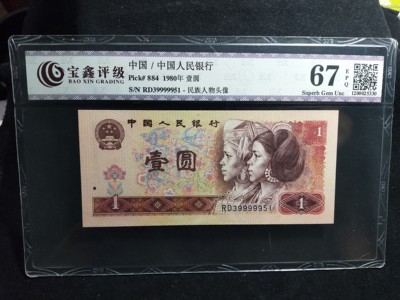 宝鑫评级
BAO XIN GRADING
中国 / 中国人民银行
Pick# 884 1980年 壹圆
S/N RD39999951 - 民族人物头像
67 EPQ
Superb Gem Unc
1200025330
中国人民银行
1
壹圆
1
RD39999951
1